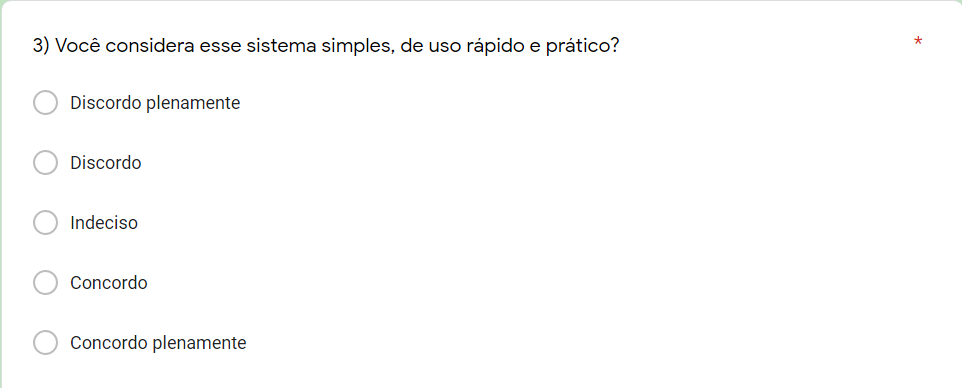 3) Você considera esse sistema simples, de uso rápido e prático? *
Discordo plenamente
Discordo
Indeciso
Concordo
Concordo plenamente